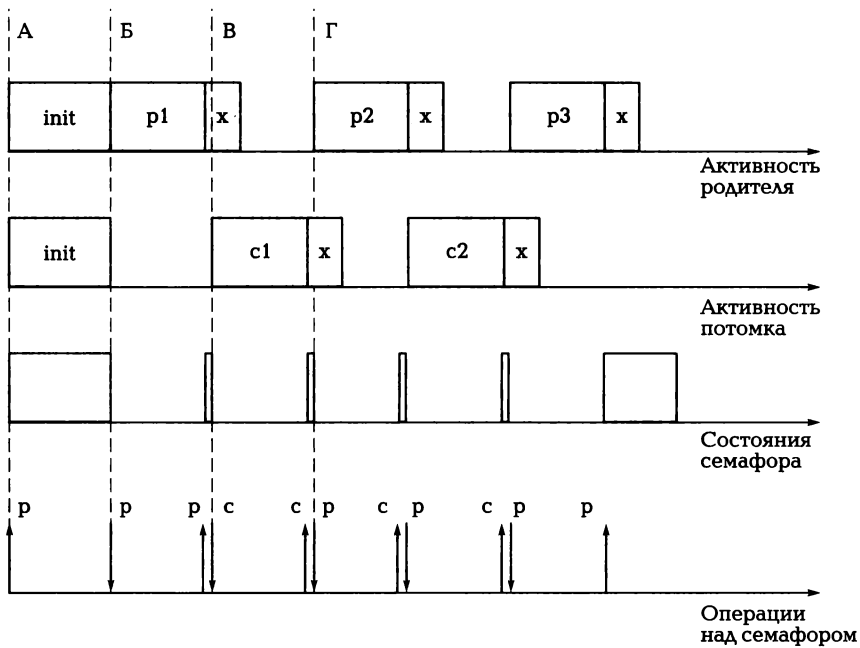 А Б В Г
init p1 x p2 x p3 x
Активность
родителя
init c1 x c2 x
Активность
потомка
Состояния
семафора
p p p c c p c p c p p
Операции
над семафором